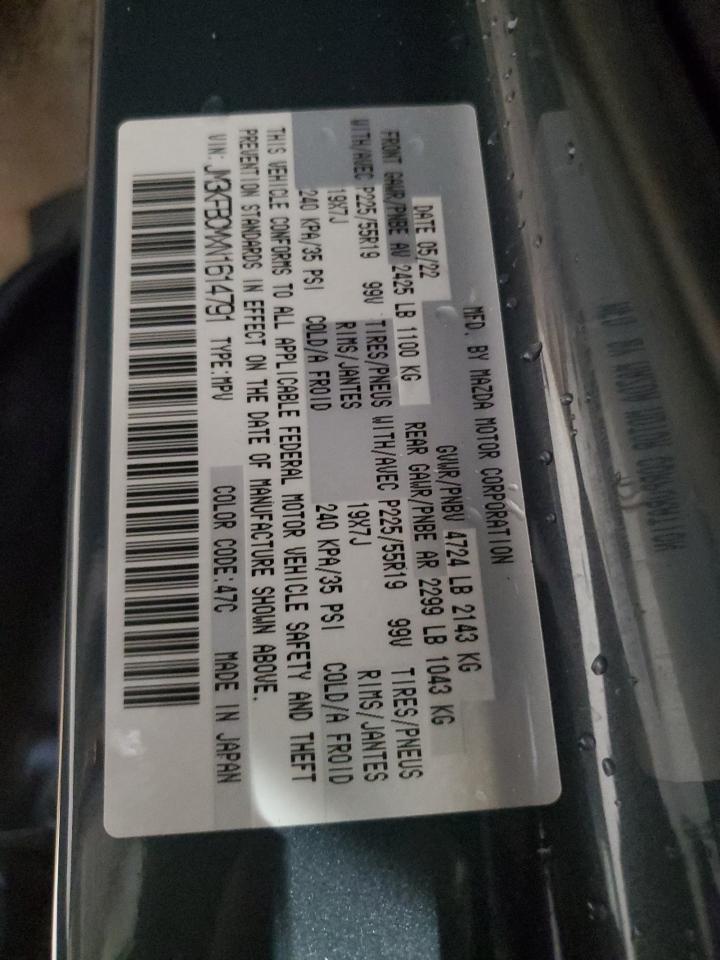 MFD. BY MAZDA MOTOR CORPORATION
DATE 05/22 GVWR/PNBV 4724 LB 2143 KG
FRONT GAWR/PNBE AV 2425 LB 1100 KG REAR GAWR/PNBE AR 2299 LB 1043 KG
WITH/AVEC P225/55R19 99V TIRES/PNEUS WITH/AVEC P225/55R19 99V TIRES/PNEUS
19X7J RIMS/JANTES 19X7J RIMS/JANTES
240 KPA/35 PSI COLD/A FROID 240 KPA/35 PSI COLD/A FROID
THIS VEHICLE CONFORMS TO ALL APPLICABLE FEDERAL MOTOR VEHICLE SAFETY AND THEFT
PREVENTION STANDARDS IN EFFECT ON THE DATE OF MANUFACTURE SHOWN ABOVE.
VIN: JM3KFBCMXN1614791 TYPE:MPV COLOR CODE:47C MADE IN JAPAN